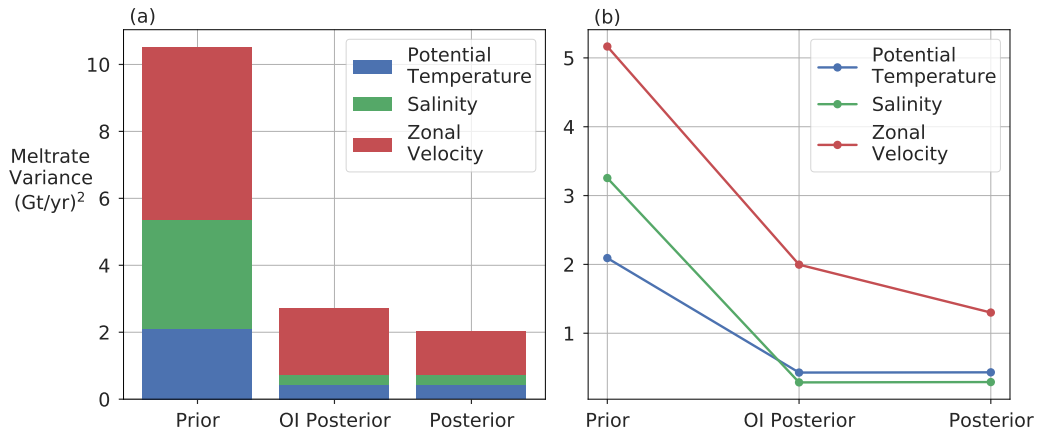 (a)
Meltrate
Variance
(Gt/yr)²
10
8
6
4
2
0
Potential
Temperature
Salinity
Zonal
Velocity
Prior
OI Posterior
Posterior
(b)
5
4
3
2
1
Potential
Temperature
Salinity
Zonal
Velocity
Prior
OI Posterior
Posterior